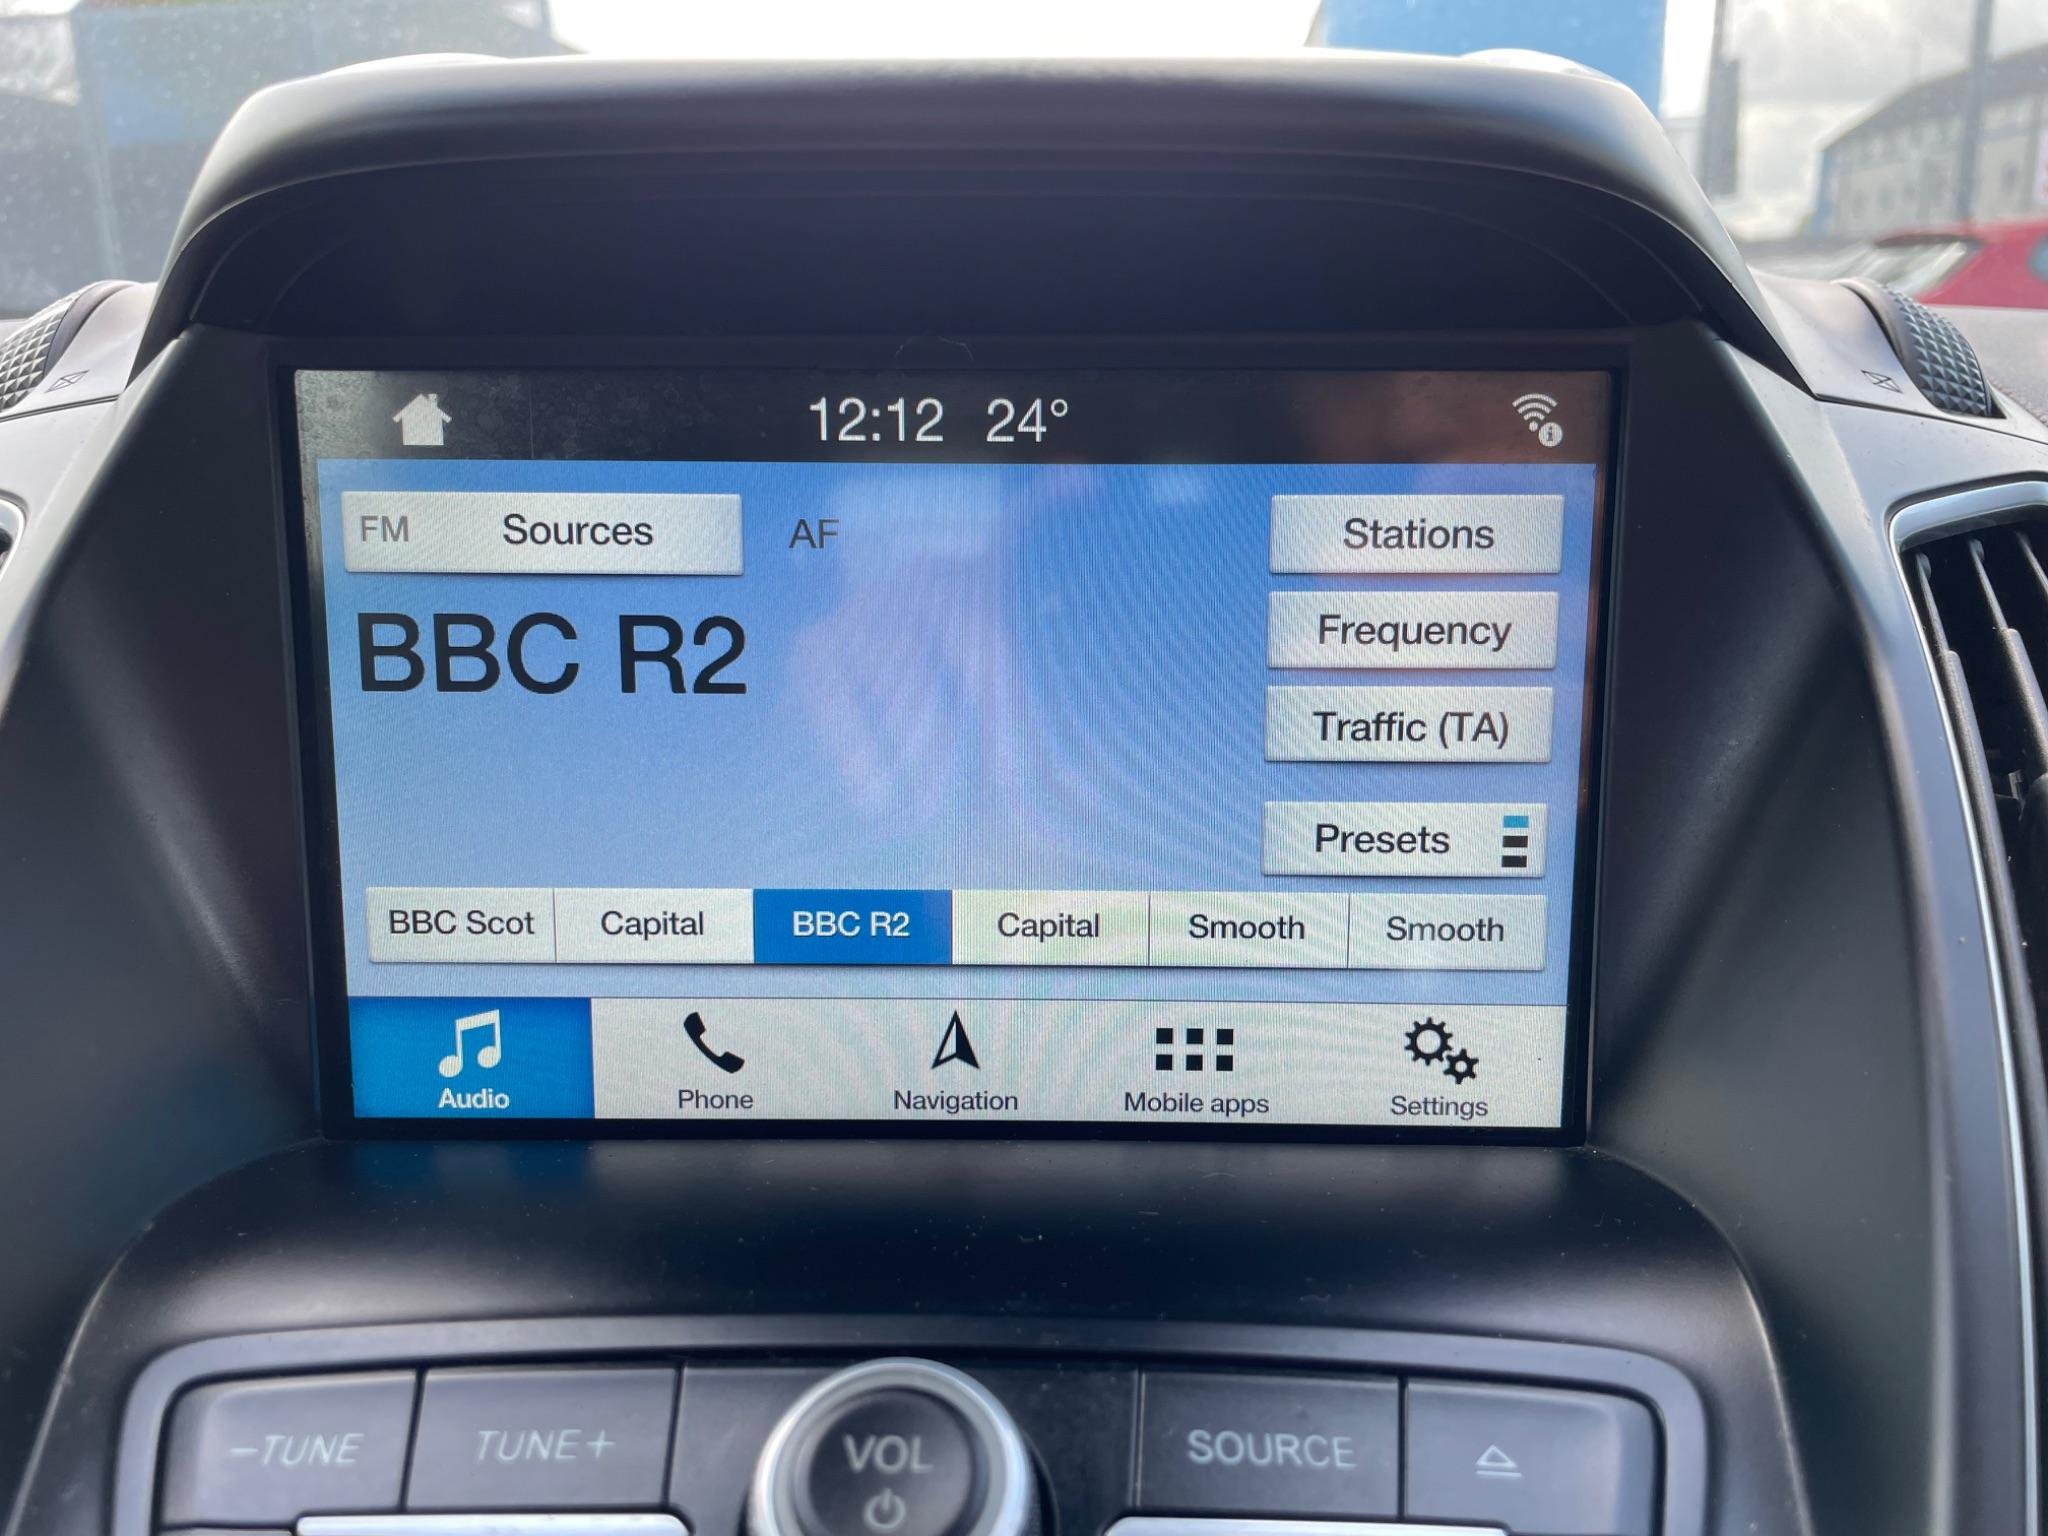 12:12 24°
FM Sources AF Stations
BBC R2
Frequency
Traffic (TA)
Presets
BBC Scot Capital BBC R2 Capital Smooth Smooth
Audio Phone Navigation Mobile apps Settings
-TUNE TUNE+ VOL SOURCE